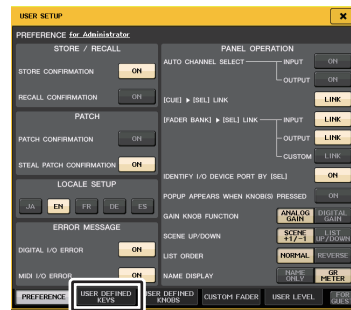 USER SETUP
PREFERENCE for Administrator
STORE / RECALL
STORE CONFIRMATION ON
RECALL CONFIRMATION ON
PATCH
PATCH CONFIRMATION ON
STEAL PATCH CONFIRMATION ON
LOCALE SETUP
JA EN FR DE ES
ERROR MESSAGE
DIGITAL I/O ERROR ON
MIDI I/O ERROR ON
PANEL OPERATION
AUTO CHANNEL SELECT INPUT ON
OUTPUT ON
[CUE] ▶ [SEL] LINK LINK
[FADER BANK] ▶ [SEL] LINK INPUT LINK
OUTPUT LINK
CUSTOM LINK
IDENTIFY I/O DEVICE PORT BY [SEL] ON
POPUP APPEARS WHEN KNOB(S) PRESSED ON
GAIN KNOB FUNCTION ANALOG GAIN DIGITAL GAIN
SCENE UP/DOWN SCENE +1/-1 LIST UP/DOWN
LIST ORDER NORMAL REVERSE
NAME DISPLAY NAME ONLY GR METER
PREFERENCE USER DEFINED KEYS USER DEFINED KNOBS CUSTOM FADER USER LEVEL FOR GUEST